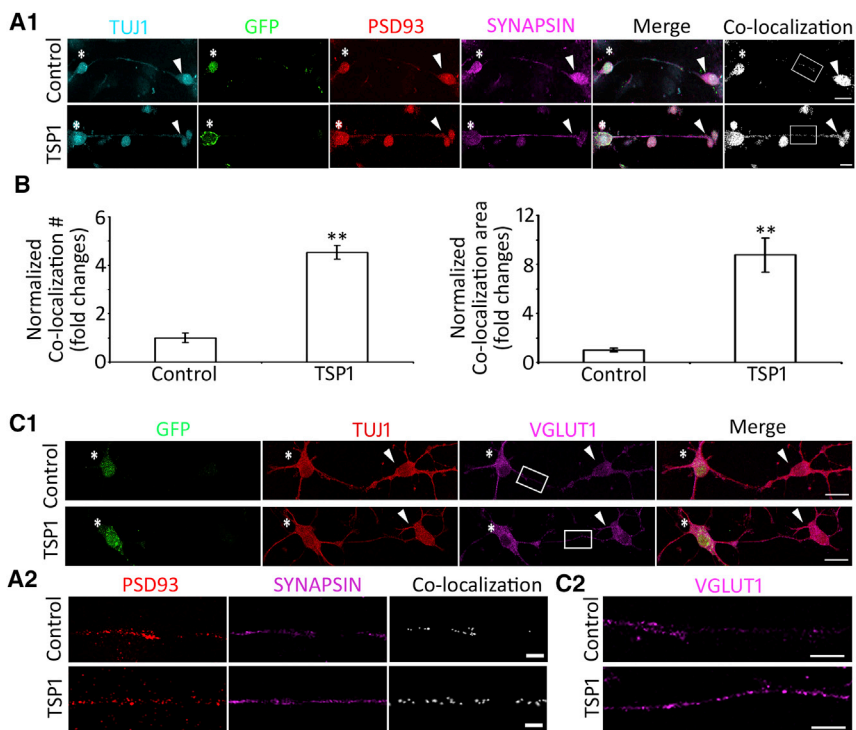 A1
TUJ1 GFP PSD93 SYNAPSIN Merge Co-localization
Control
* * * * * *
TSP1
* * * * * *
B
Normalized
Co-localization #
(fold changes)
6
4
2
0
**
Control TSP1
Normalized
Co-localization area
(fold changes)
12
8
4
0
**
Control TSP1
C1
GFP TUJ1 VGLUT1 Merge
Control
* * * *
TSP1
* * * *
A2
PSD93 SYNAPSIN Co-localization
Control
TSP1
C2
VGLUT1
Control
TSP1